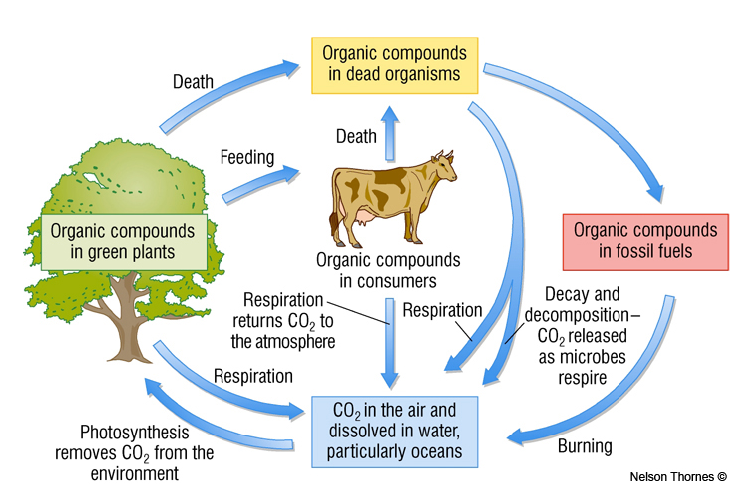 Organic compounds
in dead organisms
Death
Death
Feeding
Organic compounds
in green plants
Organic compounds
in consumers
Organic compounds
in fossil fuels
Respiration
returns CO₂ to
the atmosphere
Respiration
Decay and
decomposition–
CO₂ released
as microbes
respire
Respiration
CO₂ in the air and
dissolved in water,
particularly oceans
Photosynthesis
removes CO₂ from the
environment
Burning
Nelson Thornes ©